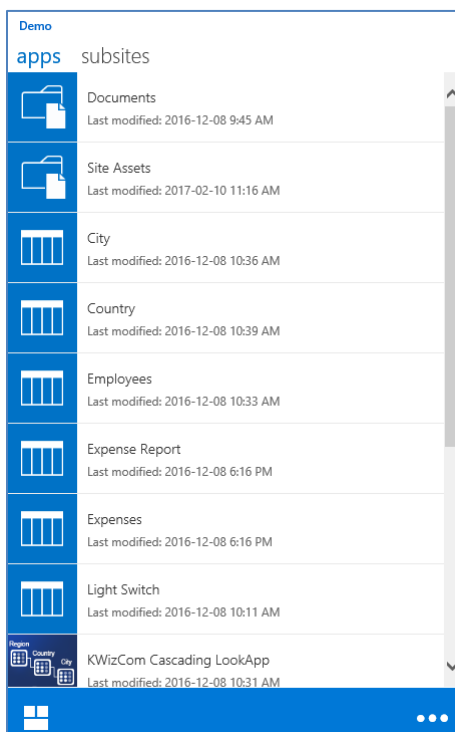 Demo
apps subsites
Documents
Last modified: 2016-12-08 9:45 AM
Site Assets
Last modified: 2017-02-10 11:16 AM
City
Last modified: 2016-12-08 10:36 AM
Country
Last modified: 2016-12-08 10:39 AM
Employees
Last modified: 2016-12-08 10:33 AM
Expense Report
Last modified: 2016-12-08 6:16 PM
Expenses
Last modified: 2016-12-08 6:16 PM
Light Switch
Last modified: 2016-12-08 10:11 AM
Region
Country
City
KWizCom Cascading LookApp
Last modified: 2016-12-08 10:31 AM